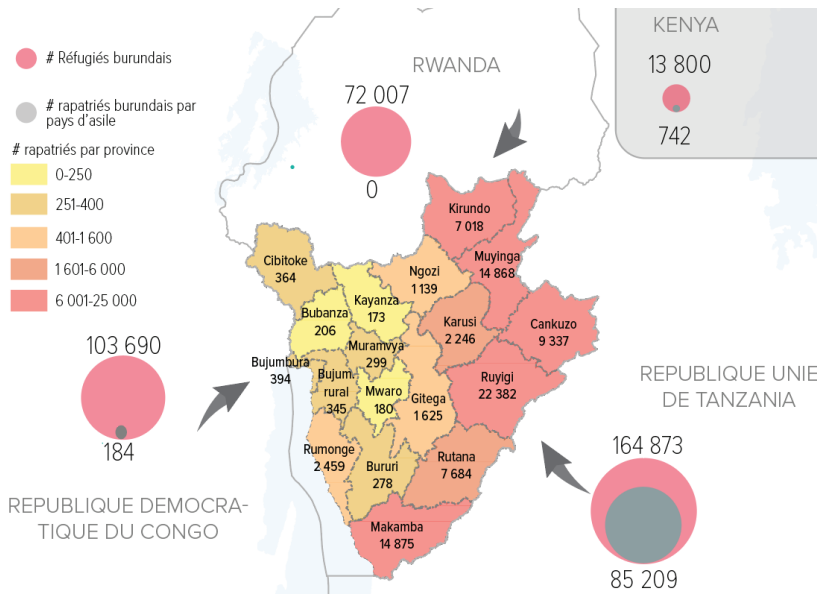 # Réfugiés burundais
# rapatriés burundais par
pays d'asile
# rapatriés par province
0-250
251-400
401-1 600
1 601-6 000
6 001-25 000
RWANDA
72 007
0
KENYA
13 800
742
Kirundo
7 018
Muyinga
14 868
Cibitoke
364
Ngozi
1 139
Kayanza
173
Bubanza
206
Karusi
2 246
Cankuzo
9 337
Muramvya
299
Bujumbura
394
Bujum.
rural
345
Mwaro
180
Gitega
1 625
Ruyigi
22 382
Rumonge
2 459
Bururi
278
Rutana
7 684
Makamba
14 875
103 690
184
REPUBLIQUE DEMOCRA-
TIQUE DU CONGO
REPUBLIQUE UNIE
DE TANZANIA
164 873
85 209